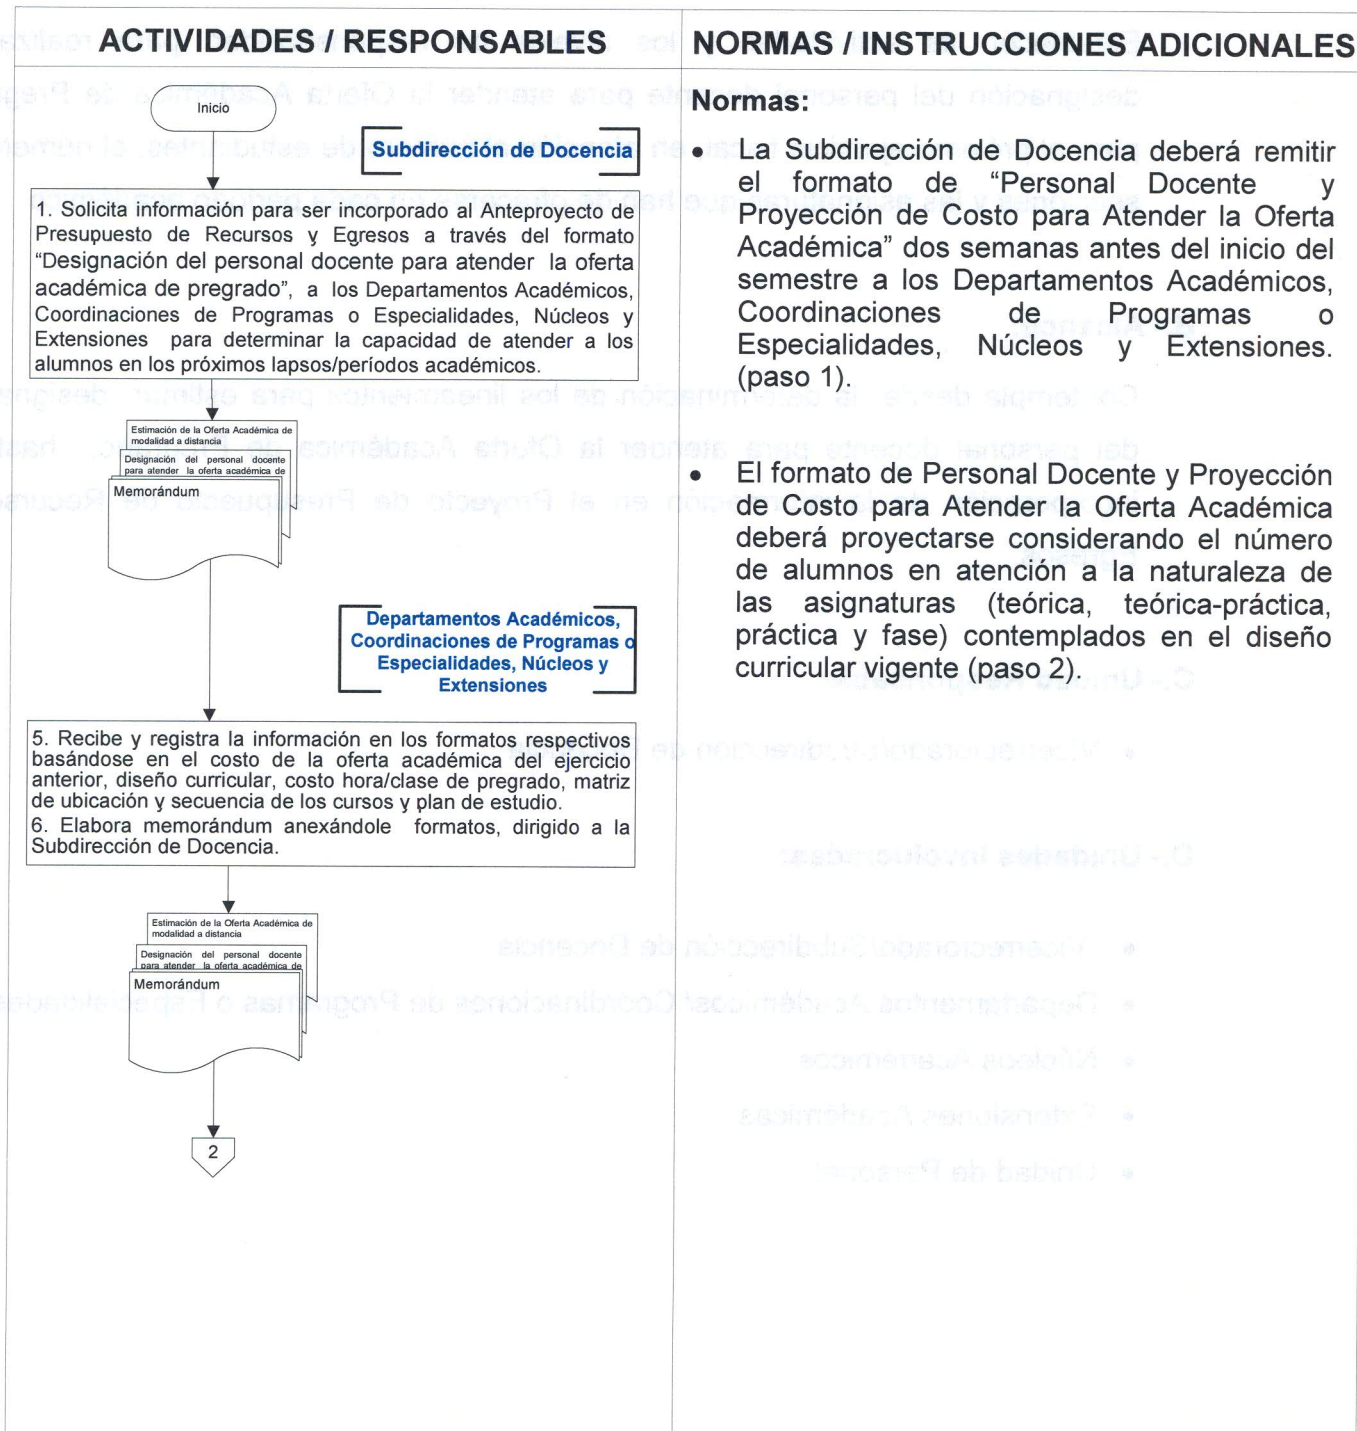 ACTIVIDADES / RESPONSABLES
Inicio
Subdirección de Docencia
1. Solicita información para ser incorporado al Anteproyecto de
Presupuesto de Recursos y Egresos a través del formato
“Designación del personal docente para atender la oferta
académica de pregrado”, a los Departamentos Académicos,
Coordinaciones de Programas o Especialidades, Núcleos y
Extensiones para determinar la capacidad de atender a los
alumnos en los próximos lapsos/períodos académicos.
Estimación de la Oferta Académica de
modalidad a distancia
Designación del personal docente
para atender la oferta académica de
Memorándum
Departamentos Académicos,
Coordinaciones de Programas o
Especialidades, Núcleos y
Extensiones
5. Recibe y registra la información en los formatos respectivos
basándose en el costo de la oferta académica del ejercicio
anterior, diseño curricular, costo hora/clase de pregrado, matriz
de ubicación y secuencia de los cursos y plan de estudio.
6. Elabora memorándum anexándole formatos, dirigido a la
Subdirección de Docencia.
Estimación de la Oferta Académica de
modalidad a distancia
Designación del personal docente
para atender la oferta académica de
Memorándum
2
NORMAS / INSTRUCCIONES ADICIONALES
Normas:
• La Subdirección de Docencia deberá remitir
el formato de “Personal Docente y
Proyección de Costo para Atender la Oferta
Académica” dos semanas antes del inicio del
semestre a los Departamentos Académicos,
Coordinaciones de Programas o
Especialidades, Núcleos y Extensiones.
(paso 1).
• El formato de Personal Docente y Proyección
de Costo para Atender la Oferta Académica
deberá proyectarse considerando el número
de alumnos en atención a la naturaleza de
las asignaturas (teórica, teórica-práctica,
práctica y fase) contemplados en el diseño
curricular vigente (paso 2).